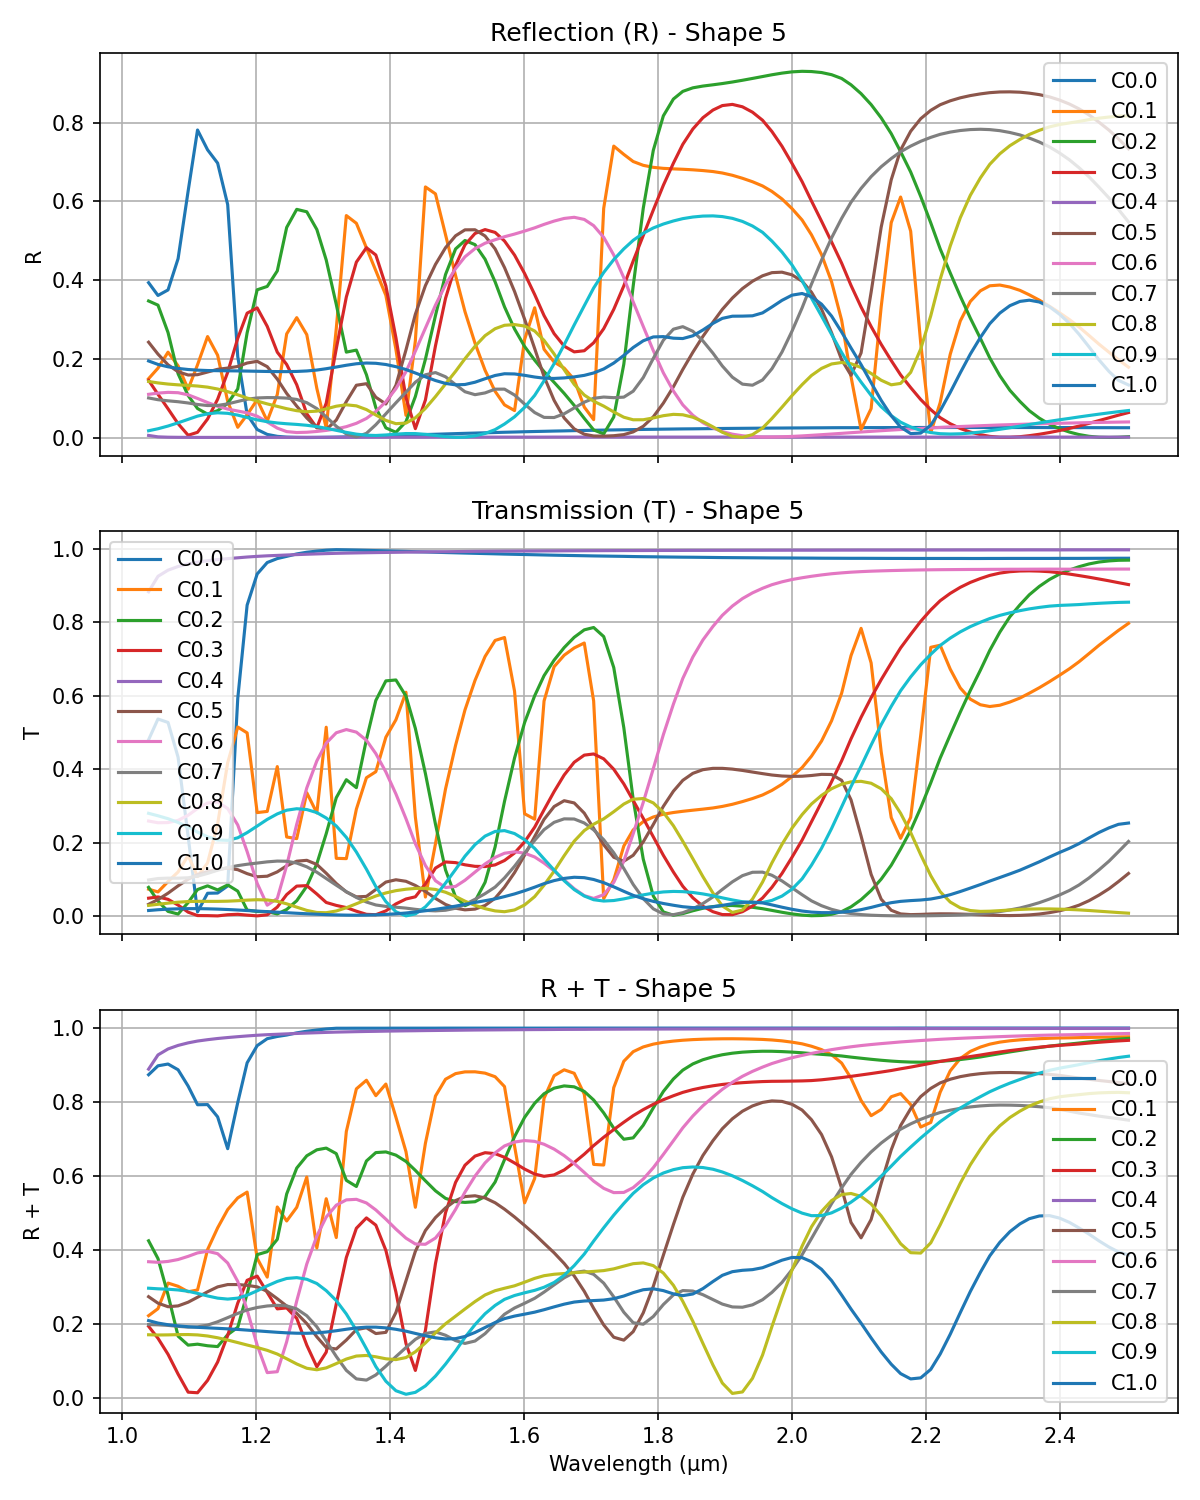 Reflection (R) - Shape 5
R
0.8
0.6
0.4
0.2
0.0
C0.0
C0.1
C0.2
C0.3
C0.4
C0.5
C0.6
C0.7
C0.8
C0.9
C1.0
Transmission (T) - Shape 5
T
1.0
0.8
0.6
0.4
0.2
0.0
C0.0
C0.1
C0.2
C0.3
C0.4
C0.5
C0.6
C0.7
C0.8
C0.9
C1.0
R + T - Shape 5
R + T
1.0
0.8
0.6
0.4
0.2
0.0
C0.0
C0.1
C0.2
C0.3
C0.4
C0.5
C0.6
C0.7
C0.8
C0.9
C1.0
1.0 1.2 1.4 1.6 1.8 2.0 2.2 2.4
Wavelength (μm)